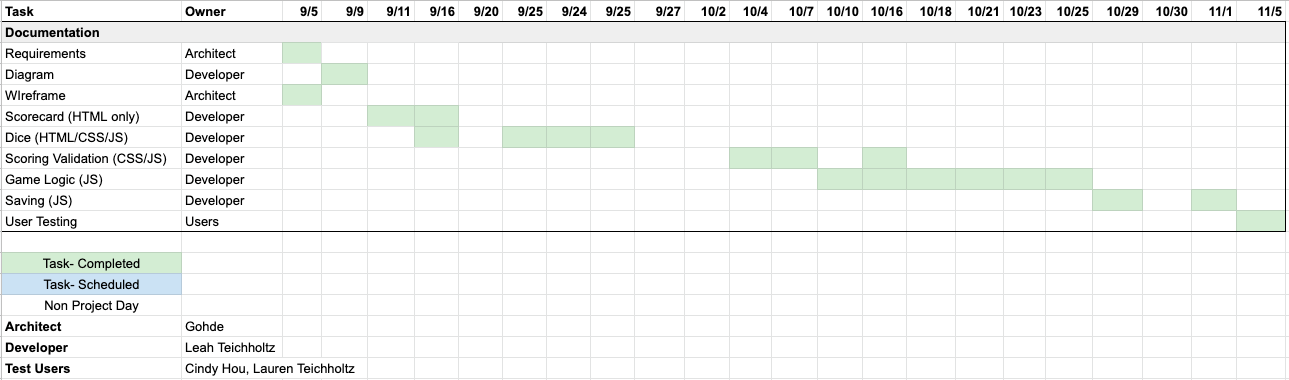 Task Owner 9/5 9/9 9/11 9/16 9/20 9/25 9/24 9/25 9/27 10/2 10/4 10/7 10/10 10/16 10/18 10/21 10/23 10/25 10/29 10/30 11/1 11/5
Documentation
Requirements Architect
Diagram Developer
WIreframe Architect
Scorecard (HTML only) Developer
Dice (HTML/CSS/JS) Developer
Scoring Validation (CSS/JS) Developer
Game Logic (JS) Developer
Saving (JS) Developer
User Testing Users
Task- Completed
Task- Scheduled
Non Project Day
Architect Gohde
Developer Leah Teichholtz
Test Users Cindy Hou, Lauren Teichholtz